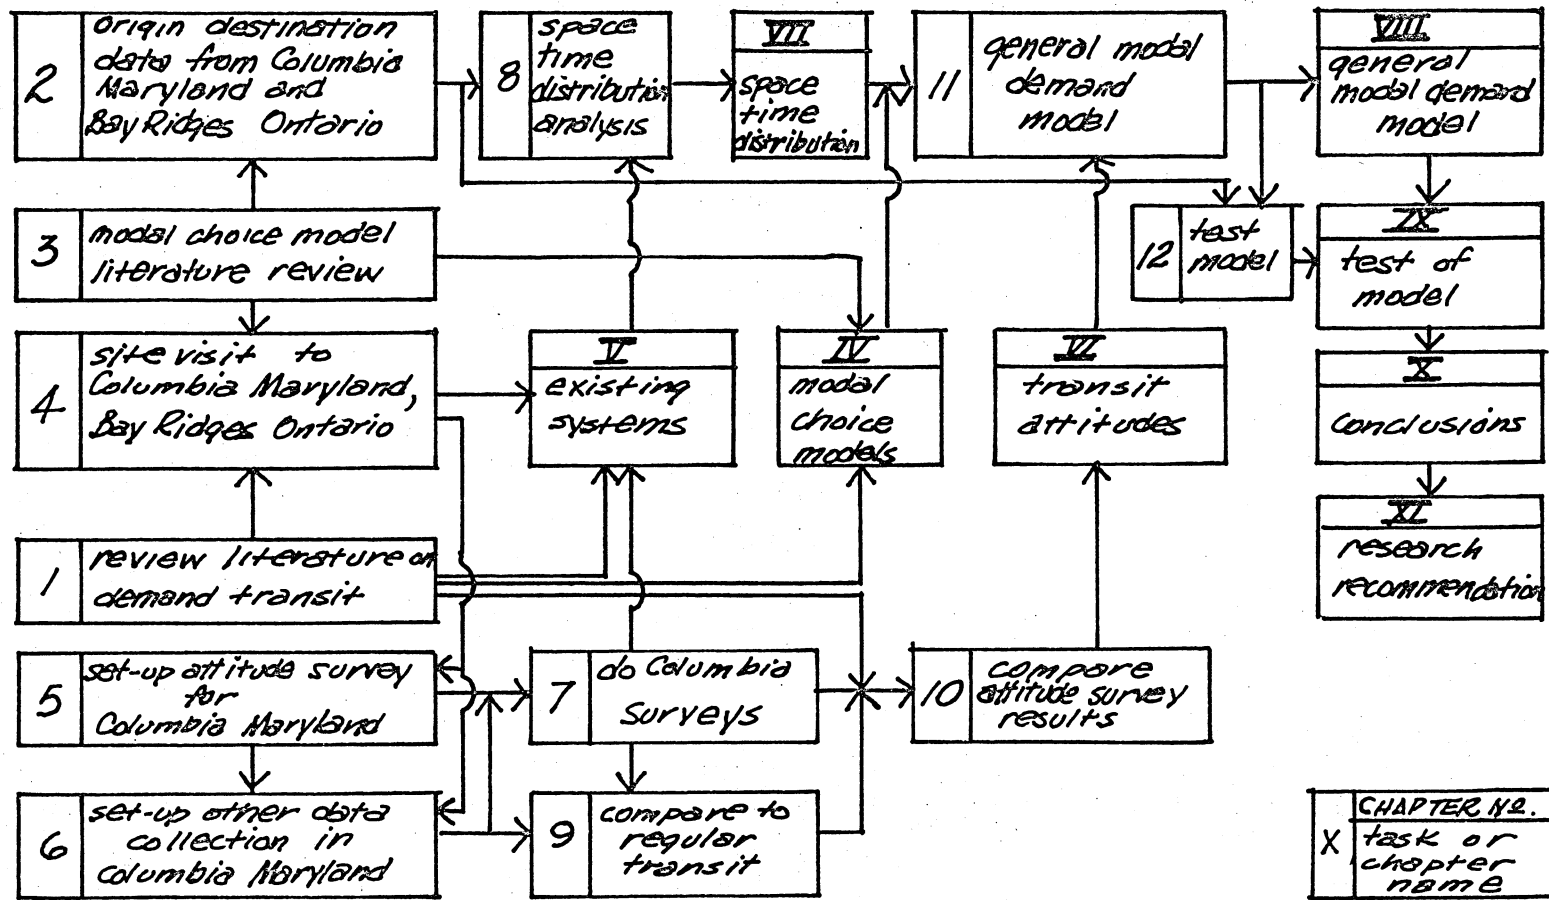 2
origin destination
data from Columbia
Maryland and
Bay Ridges Ontario
8
space
time
distribution
analysis
VII
space
time
distribution
11
general modal
demand
model
VIII
general
modal demand
model
3
modal choice model
literature review
12
test
model
IX
test of
model
4
site visit to
Columbia Maryland,
Bay Ridges Ontario
V
existing
systems
IV
modal
choice
models
VI
transit
attitudes
X
conclusions
1
review literature on
demand transit
XI
research
recommendation
5
set-up attitude survey
for
Columbia Maryland
7
do Columbia
surveys
10
compare
attitude survey
results
6
set-up other data
collection in
columbia Maryland
9
compare to
regular
transit
X
CHAPTER NO.
task or
chapter
name